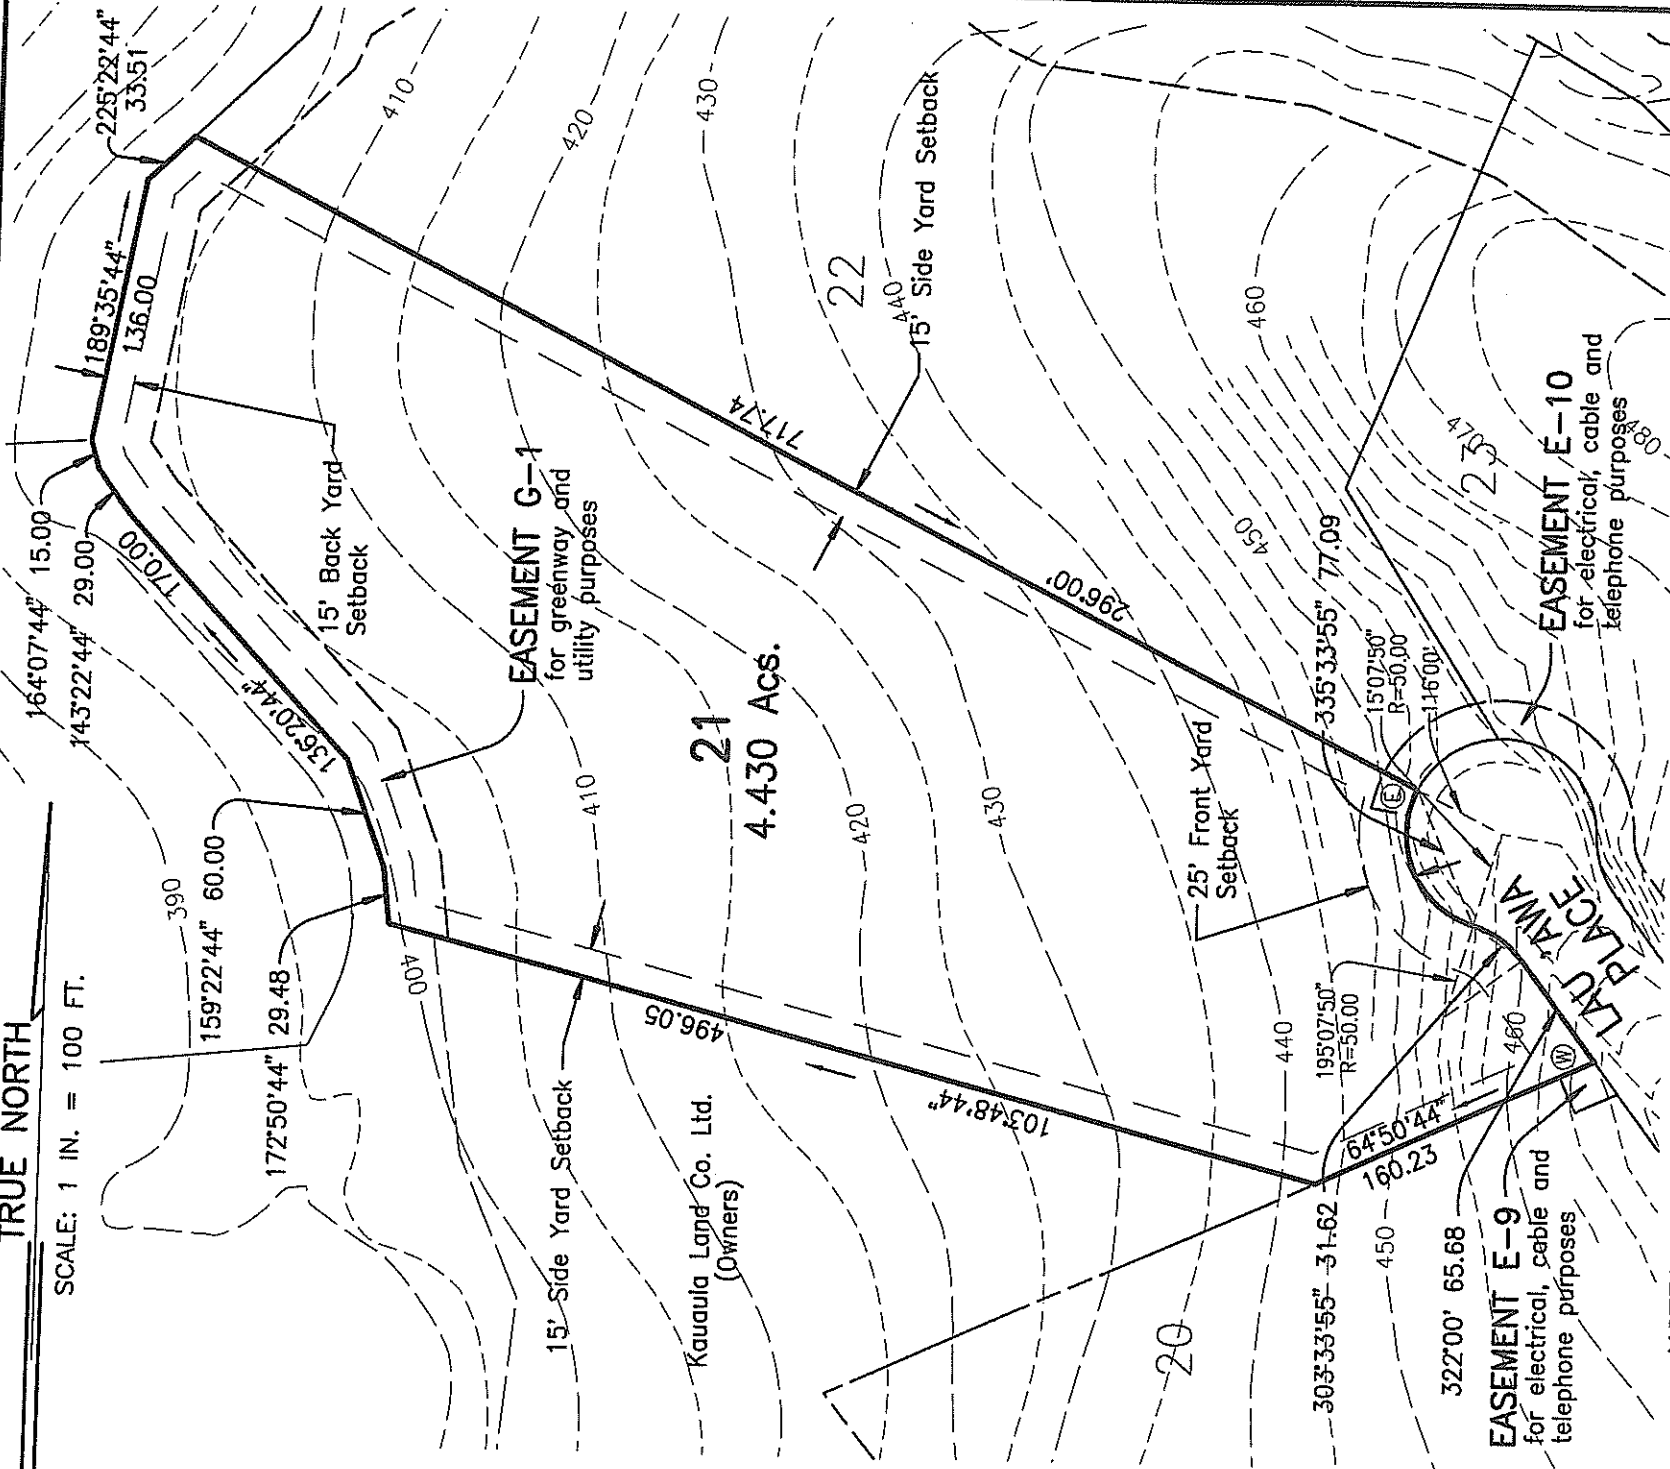 TRUE NORTH
SCALE: 1 IN. = 100 FT.
225°22'44"
33.51
189°35'44"
136.00
164°07'44" 15.00
143°22'44" 29.00
170.00
136°20'44"
159°22'44" 60.00
172°50'44" 29.48
390
400
410
420
430
410
420
430
440
450
460
440
450
460
470
480
15' Back Yard
Setback
EASEMENT G-1
for greenway and
utility purposes
717.74
296°00'
22
15' Side Yard Setback
21
4.430 Acs.
496.05
103°48'44"
15' Side Yard Setback
Kauaula Land Co. Ltd.
(Owners)
20
25' Front Yard
Setback
335°33'55" 77.09
15°07'50"
R=50.00
116°00'
E
23
EASEMENT E-10
for electrical, cable and
telephone purposes
195°07'50"
R=50.00
LAU AWA
PLACE
W
64°50'44"
160.23
303°33'55" 31.62
322°00' 65.68
EASEMENT E-9
for electrical, cable and
telephone purposes